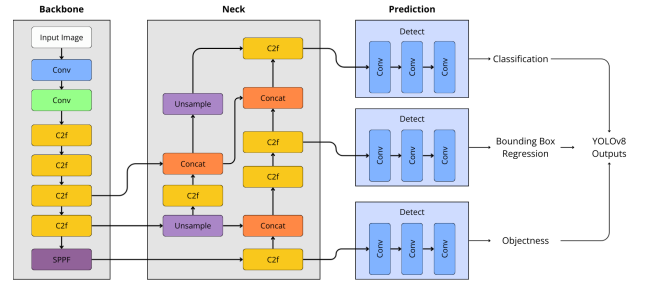 Backbone
Input Image
Conv
Conv
C2f
C2f
C2f
C2f
SPPF
Neck
Unsample
Concat
C2f
Unsample
C2f
Concat
C2f
C2f
Concat
C2f
Prediction
Detect
Conv
Conv
Conv
Detect
Conv
Conv
Conv
Detect
Conv
Conv
Conv
Classification
Bounding Box
Regression
Objectness
YOLOv8
Outputs